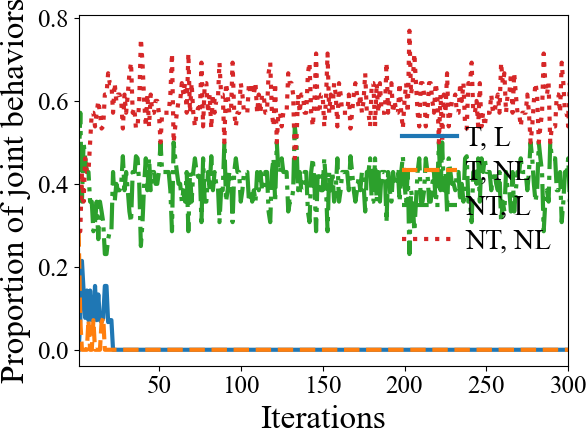 Proportion of joint behaviors
0.8
0.6
0.4
0.2
0.0
T, L
T, NL
NT, L
NT, NL
50
100
150
200
250
300
Iterations